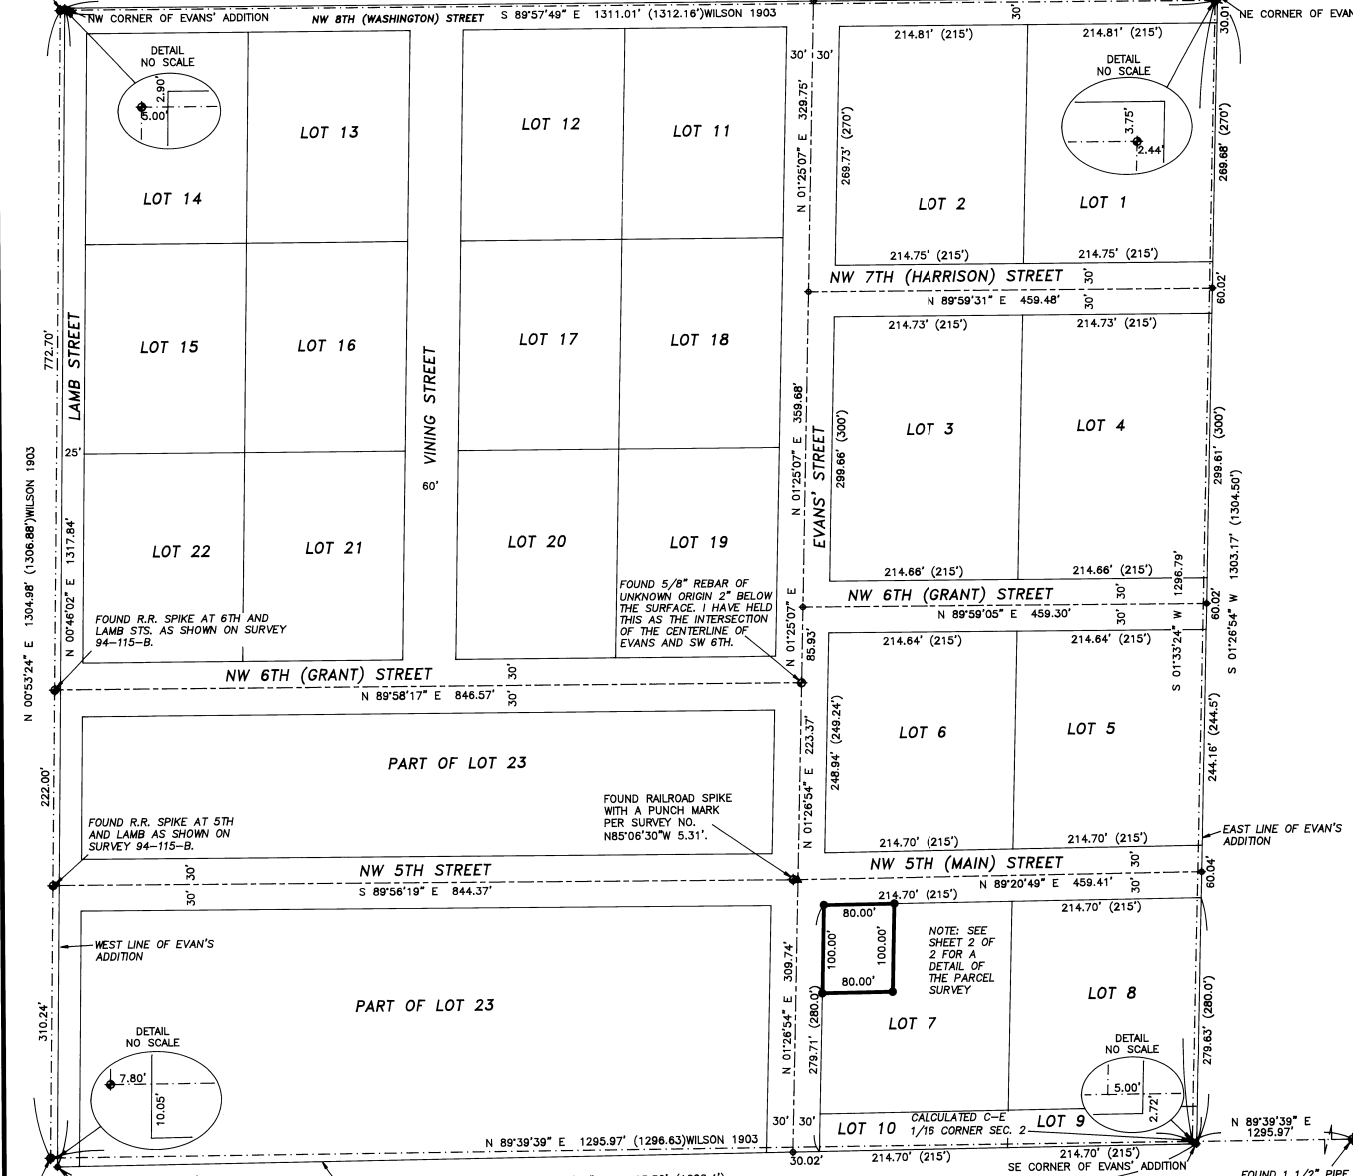 NW CORNER OF EVANS' ADDITION
NW 8TH (WASHINGTON) STREET
S 89°57'49" E 1311.01' (1312.16')WILSON 1903
30'
NE CORNER OF EVAN
30.01'
DETAIL
NO SCALE
2.90'
5.00'
LOT 13
LOT 12
LOT 11
LOT 14
30' 30'
N 01°25'07" E 329.75'
214.81' (215')
214.81' (215')
DETAIL
NO SCALE
3.75'
2.44'
269.73' (270')
269.68' (270')
LOT 2
LOT 1
214.75' (215')
214.75' (215')
NW 7TH (HARRISON) STREET
30'
N 89°59'31" E 459.48'
30'
60.02'
214.73' (215')
214.73' (215')
772.70'
LAMB STREET
LOT 15
LOT 16
VINING STREET
LOT 17
LOT 18
N 01°25'07" E 359.68'
EVANS' STREET
299.66' (300')
LOT 3
LOT 4
299.61' (300')
S 01°26'54" W 1303.17' (1304.50')
25'
60'
N 00°53'24" E 1304.98' (1306.88')WILSON 1903
N 00°46'02" E 1317.84'
LOT 22
LOT 21
LOT 20
LOT 19
214.66' (215')
214.66' (215')
S 01°33'24" W 1296.79'
FOUND 5/8" REBAR OF
UNKNOWN ORIGIN 2" BELOW
THE SURFACE. I HAVE HELD
THIS AS THE INTERSECTION
OF THE CENTERLINE OF
EVANS AND SW 6TH.
N 01°25'07" E
85.93'
NW 6TH (GRANT) STREET
30'
N 89°59'05" E 459.30'
30'
60.02'
FOUND R.R. SPIKE AT 6TH AND
LAMB STS. AS SHOWN ON SURVEY
94-115-B.
214.64' (215')
214.64' (215')
NW 6TH (GRANT) STREET
30'
N 89°58'17" E 846.57'
30'
PART OF LOT 23
N 01°26'54" E 223.37'
248.94' (249.24')
LOT 6
LOT 5
244.16' (244.5')
222.00'
FOUND R.R. SPIKE AT 5TH
AND LAMB AS SHOWN ON
SURVEY 94-115-B.
FOUND RAILROAD SPIKE
WITH A PUNCH MARK
PER SURVEY NO.
N85°06'30"W 5.31'.
214.70' (215')
214.70' (215')
EAST LINE OF EVAN'S
ADDITION
30'
NW 5TH STREET
S 89°56'19" E 844.37'
30'
NW 5TH (MAIN) STREET
30'
N 89°20'49" E 459.41'
30'
60.04'
214.70' (215')
214.70' (215')
80.00'
100.00'
100.00'
80.00'
NOTE: SEE
SHEET 2 OF
2 FOR A
DETAIL OF
THE PARCEL
SURVEY
WEST LINE OF EVAN'S
ADDITION
310.24'
PART OF LOT 23
N 01°26'54" E 309.74'
279.71' (280.0')
LOT 7
LOT 8
279.63' (280.0')
DETAIL
NO SCALE
7.80'
10.05'
DETAIL
NO SCALE
5.00'
2.72'
30' 30'
LOT 10
CALCULATED C-E
1/16 CORNER SEC. 2
LOT 9
N 89°39'39" E
1295.97'
N 89°39'39" E 1295.97' (1296.63)WILSON 1903
30.02'
214.70' (215')
214.70' (215')
SE CORNER OF EVANS' ADDITION
FOUND 1 1/2" PIPE